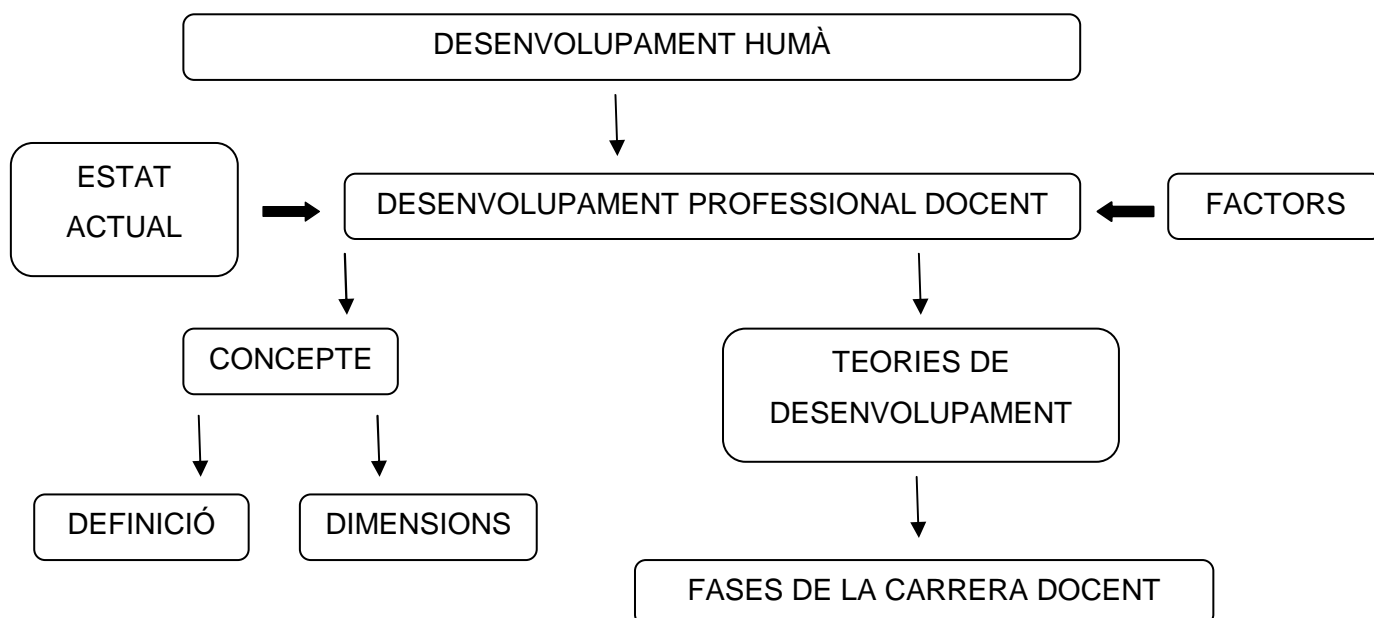 DESENVOLUPAMENT HUMÀ
ESTAT
ACTUAL
DESENVOLUPAMENT PROFESSIONAL DOCENT
FACTORS
CONCEPTE
TEORIES DE
DESENVOLUPAMENT
DEFINICIÓ
DIMENSIONS
FASES DE LA CARRERA DOCENT